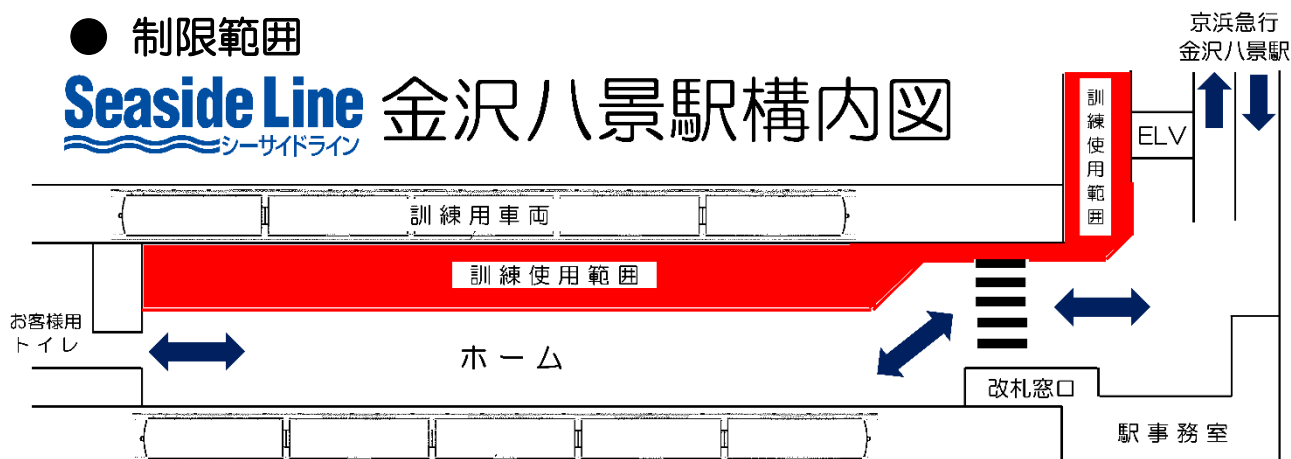 ● 制限範囲
京浜急行
金沢八景駅
Seaside Line
シーサイドライン
金沢八景駅構内図
訓練使用範囲
ELV
訓練用車両
訓練使用範囲
お客様用
トイレ
ホーム
改札窓口
駅事務室